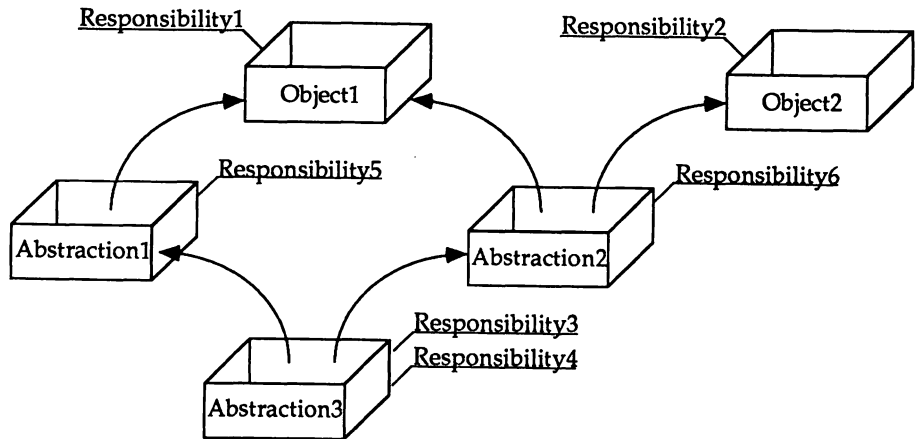 Responsibility1
Responsibility2
Object1
Object2
Responsibility5
Responsibility6
Abstraction1
Abstraction2
Responsibility3
Responsibility4
Abstraction3